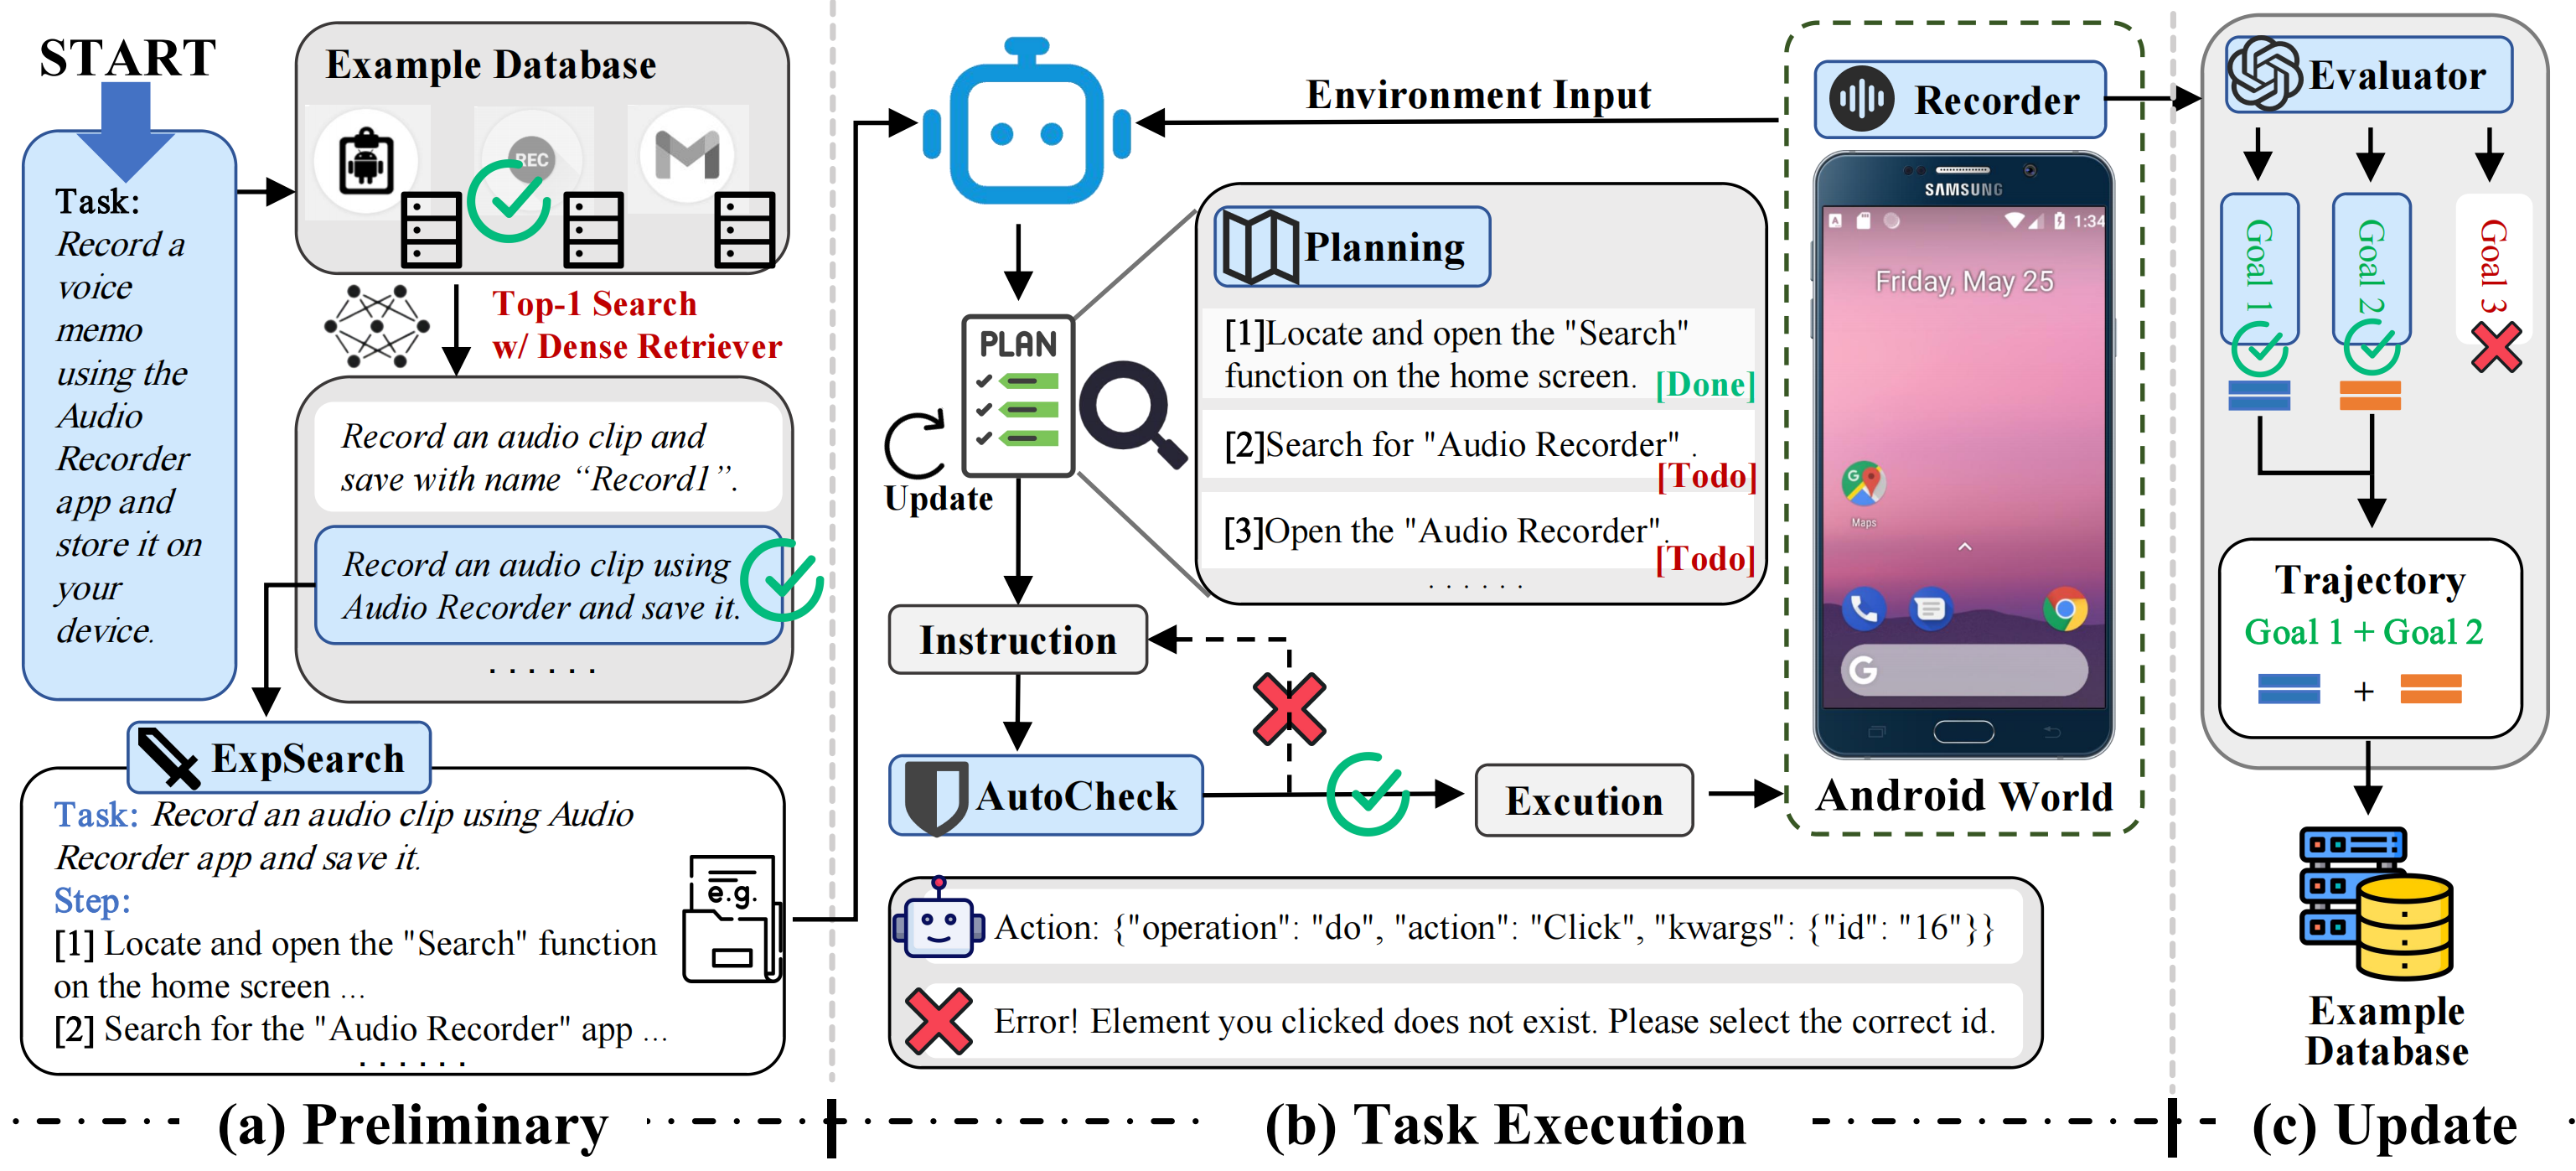 START
Task:
Record a
voice
memo
using the
Audio
Recorder
app and
store it on
your
device.
Example Database
REC
Top-1 Search
w/ Dense Retriever
Record an audio clip and
save with name “Record1”.
Record an audio clip using
Audio Recorder and save it.
. . . . . .
ExpSearch
Task: Record an audio clip using Audio
Recorder app and save it.
Step:
[1] Locate and open the "Search" function
on the home screen ...
[2] Search for the "Audio Recorder" app ...
. . . . . .
e.g.
(a) Preliminary
Environment Input
PLAN
Update
Planning
[1]Locate and open the "Search"
function on the home screen. [Done]
[2]Search for "Audio Recorder" .
[Todo]
[3]Open the "Audio Recorder".
[Todo]
. . . . . .
Instruction
AutoCheck
Excution
Recorder
SAMSUNG
A
1:34
Friday, May 25
G
Maps
G
Android World
Action: {"operation": "do", "action": "Click", "kwargs": {"id": "16"}}
Error! Element you clicked does not exist. Please select the correct id.
(b) Task Execution
Evaluator
Goal 1
Goal 2
Goal 3
Trajectory
Goal 1 + Goal 2
+
Example
Database
(c) Update